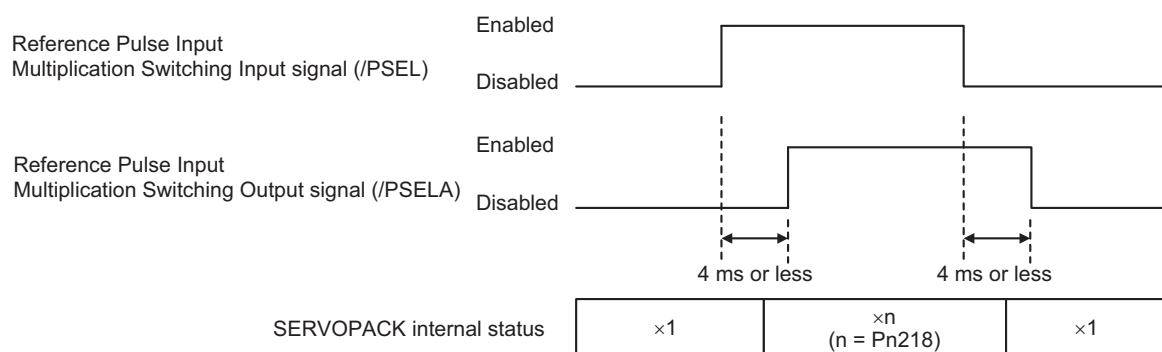 Reference Pulse Input
Multiplication Switching Input signal (/PSEL)
Enabled
Disabled
Reference Pulse Input
Multiplication Switching Output signal (/PSELA)
Enabled
Disabled
4 ms or less
4 ms or less
SERVOPACK internal status
×1
×n
(n = Pn218)
×1